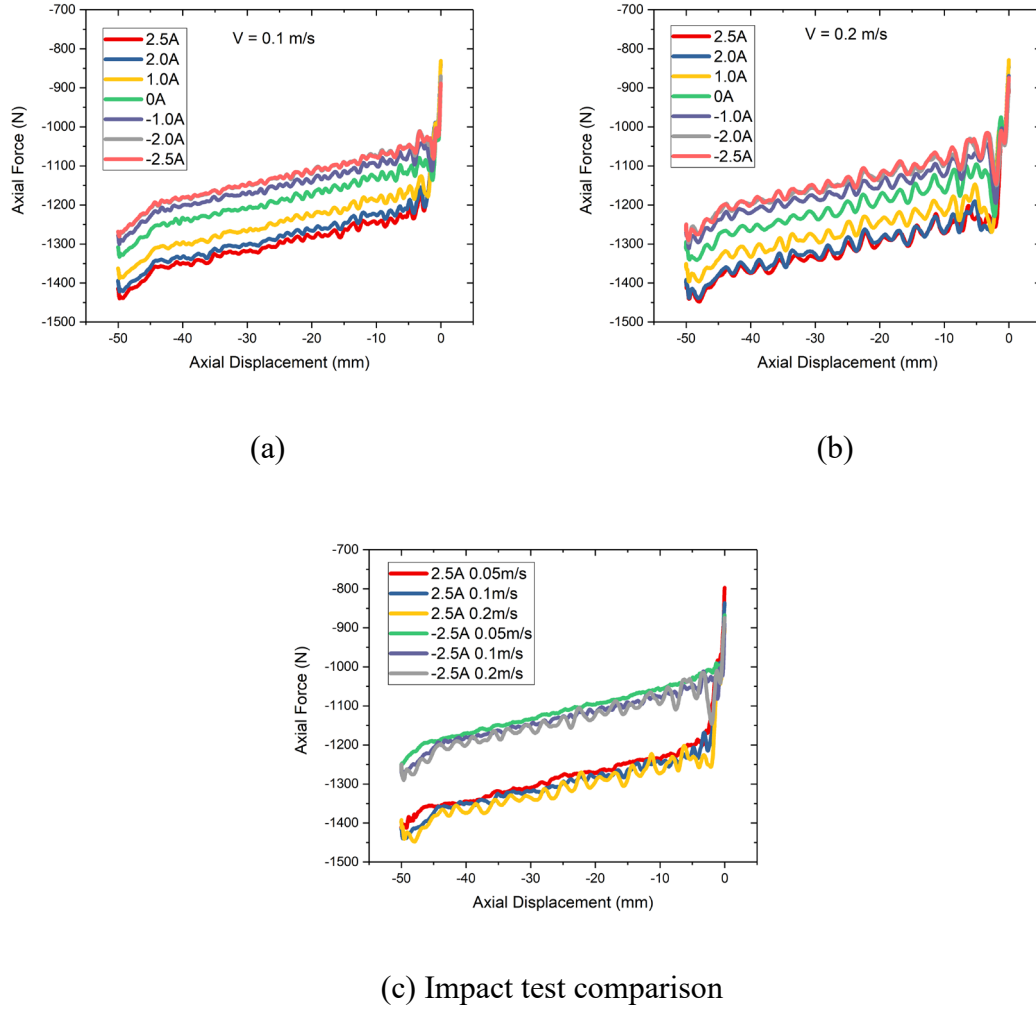 -700
-800
-900
-1000
-1100
-1200
-1300
-1400
-1500
Axial Force (N)
2.5A
2.0A
1.0A
0A
-1.0A
-2.0A
-2.5A
V = 0.1 m/s
-50
-40
-30
-20
-10
0
Axial Displacement (mm)
(a)
-700
-800
-900
-1000
-1100
-1200
-1300
-1400
-1500
Axial Force (N)
2.5A
2.0A
1.0A
0A
-1.0A
-2.0A
-2.5A
V = 0.2 m/s
-50
-40
-30
-20
-10
0
Axial Displacement (mm)
(b)
-700
-800
-900
-1000
-1100
-1200
-1300
-1400
-1500
Axial Force (N)
2.5A 0.05m/s
2.5A 0.1m/s
2.5A 0.2m/s
-2.5A 0.05m/s
-2.5A 0.1m/s
-2.5A 0.2m/s
-50
-40
-30
-20
-10
0
Axial Displacement (mm)
(c) Impact test comparison